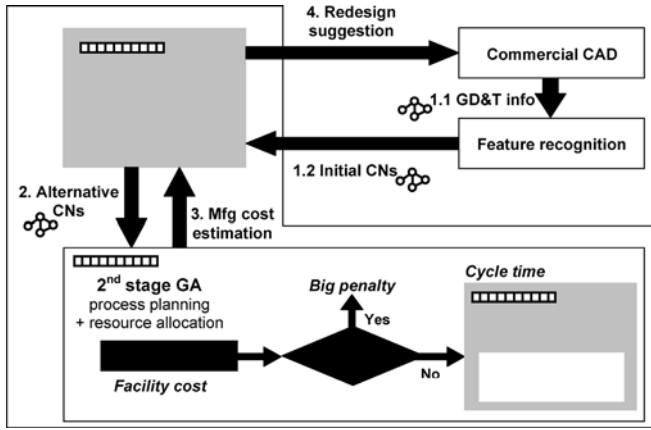 4. Redesign
suggestion
Commercial CAD
1.1 GD&T info
Feature recognition
1.2 Initial CNs
2. Alternative
CNs
3. Mfg cost
estimation
2nd stage GA
process planning
+ resource allocation
Facility cost
Big penalty
Yes
No
Cycle time